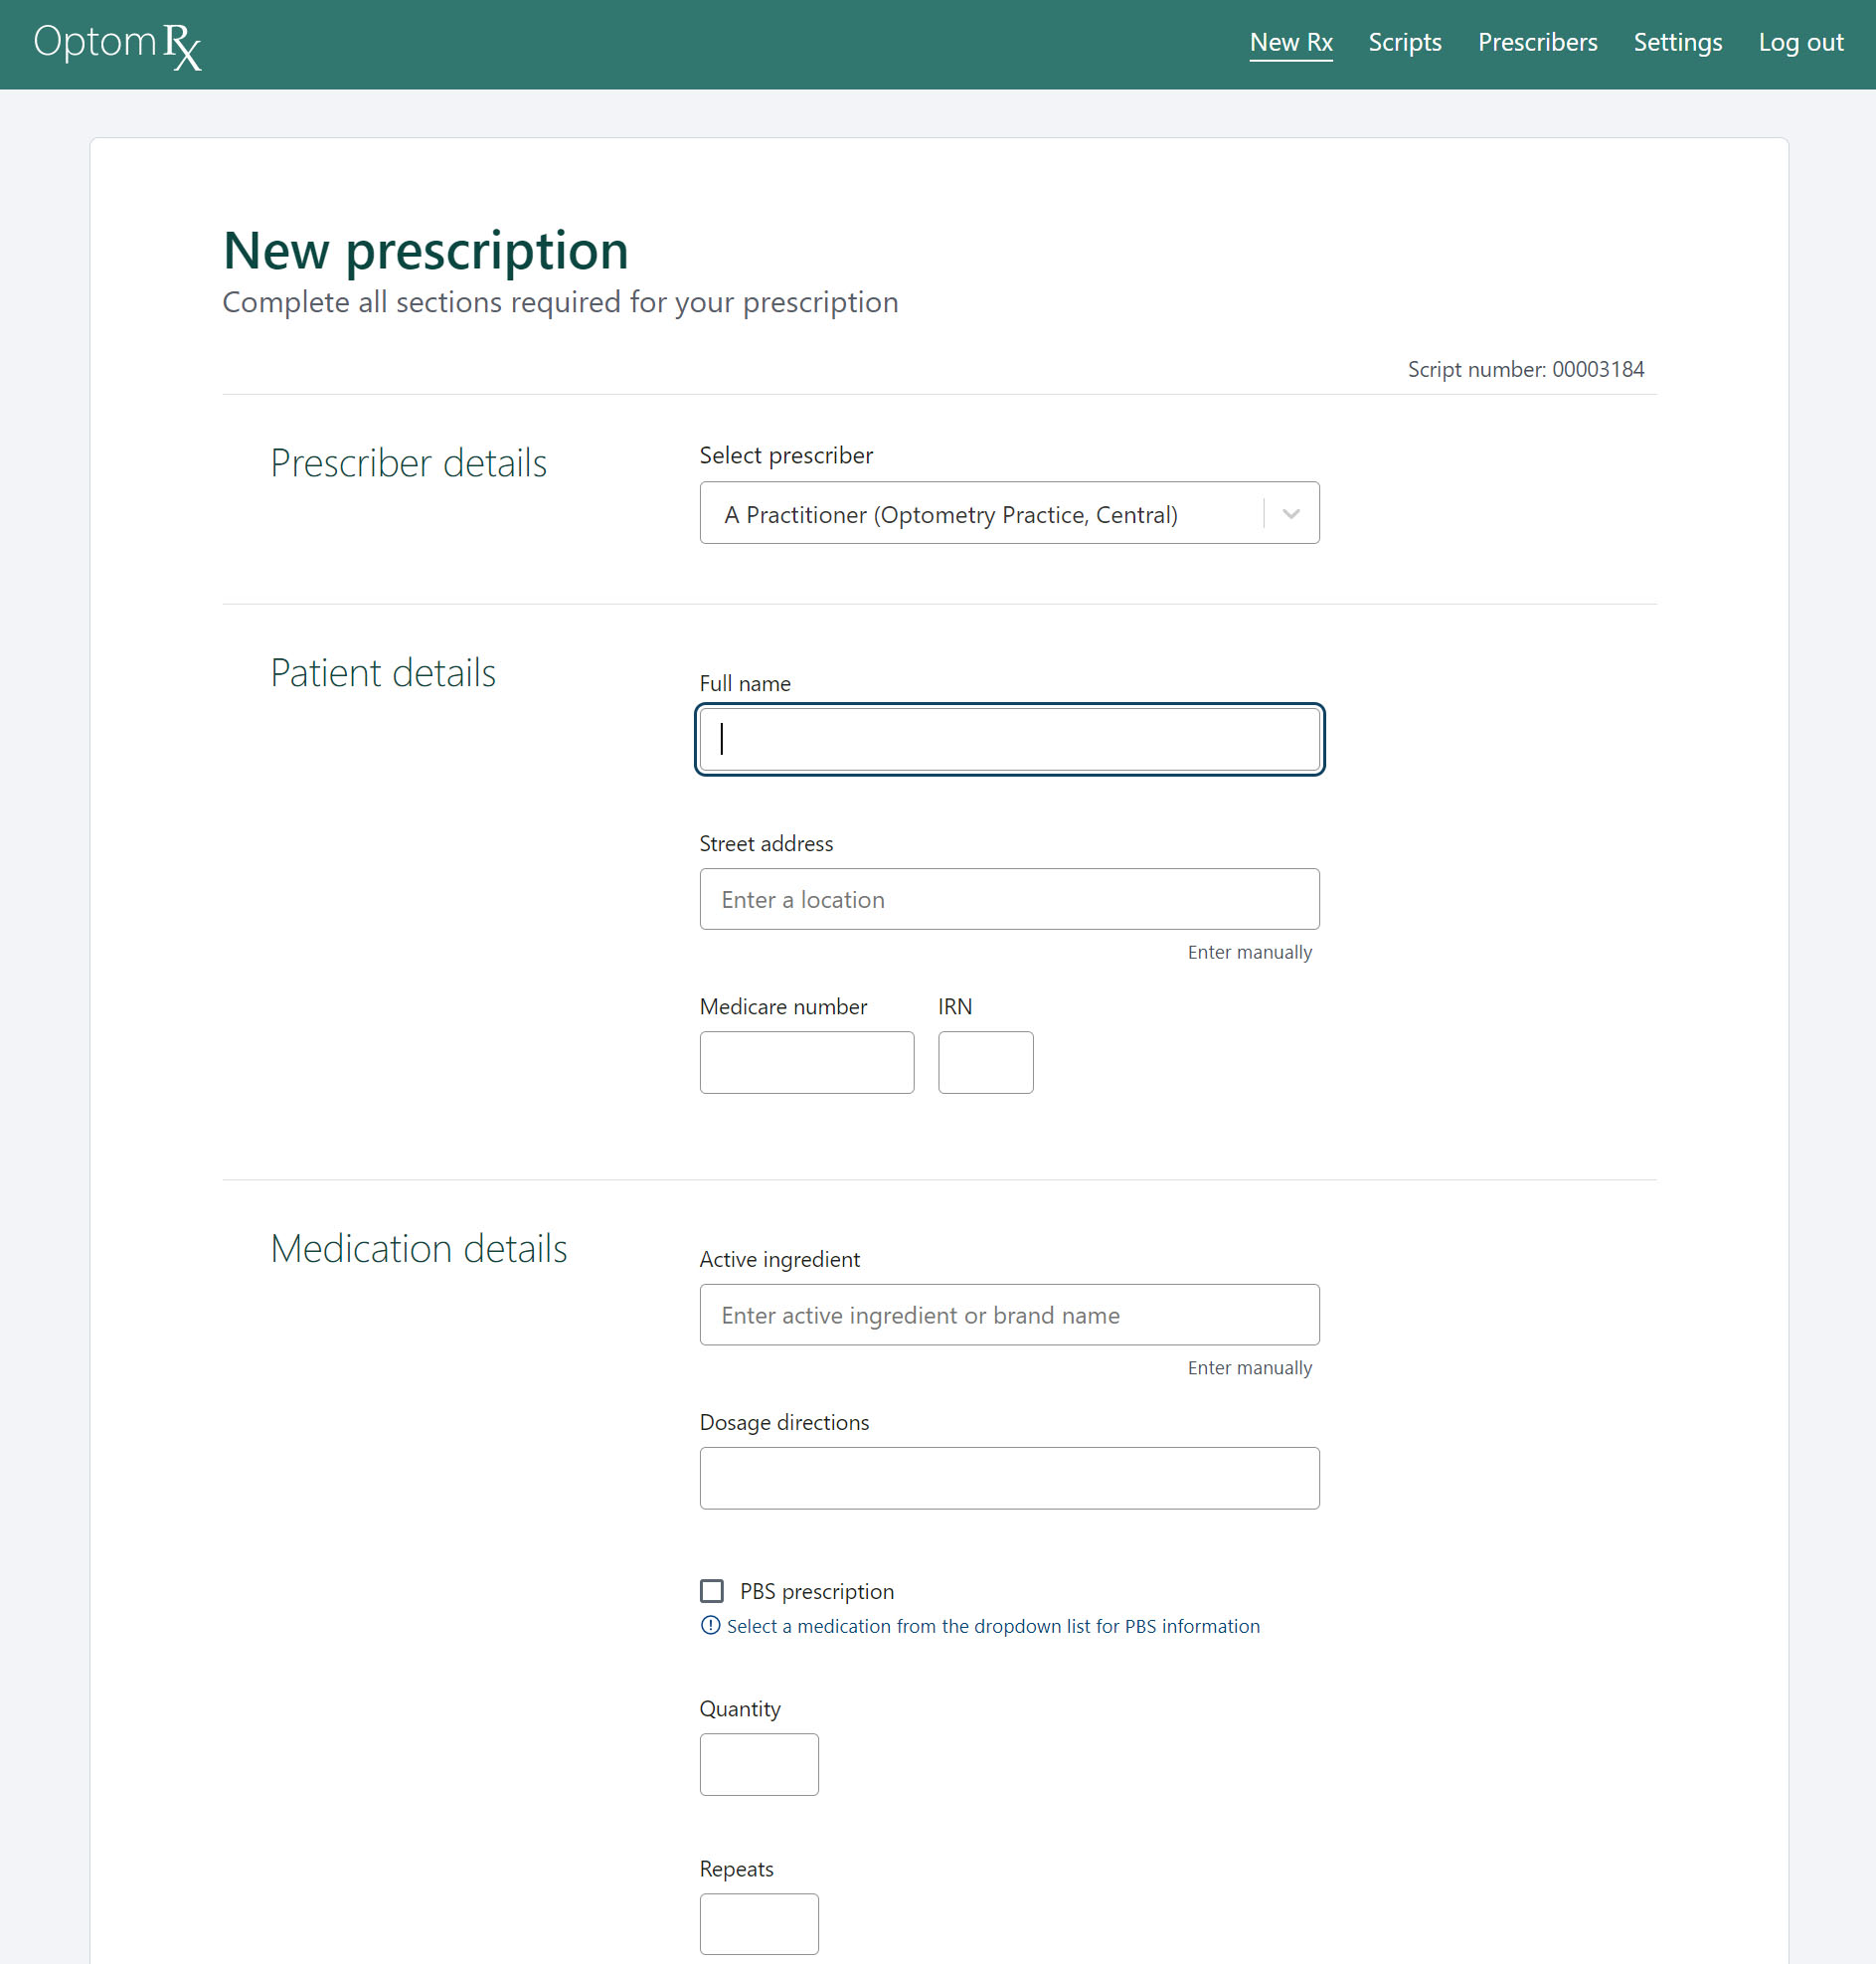 Optom Rx
New Rx Scripts Prescribers Settings Log out
New prescription
Complete all sections required for your prescription
Script number: 00003184
Prescriber details
Select prescriber
A Practitioner (Optometry Practice, Central)
Patient details
Full name
Street address
Enter a location
Enter manually
Medicare number IRN
Medication details
Active ingredient
Enter active ingredient or brand name
Enter manually
Dosage directions
PBS prescription
Select a medication from the dropdown list for PBS information
Quantity
Repeats